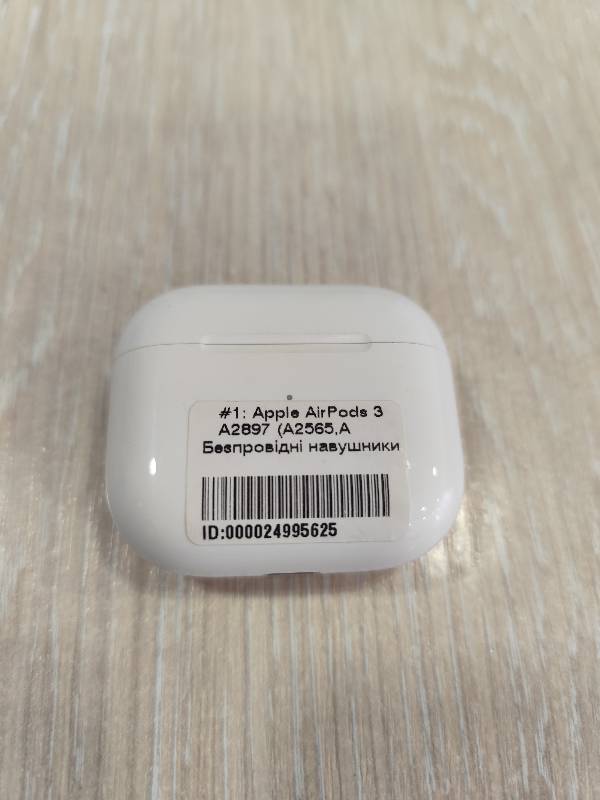 #1: Apple AirPods 3
A2897 (A2565,A
Безпровідні навушники
ID:000024995625